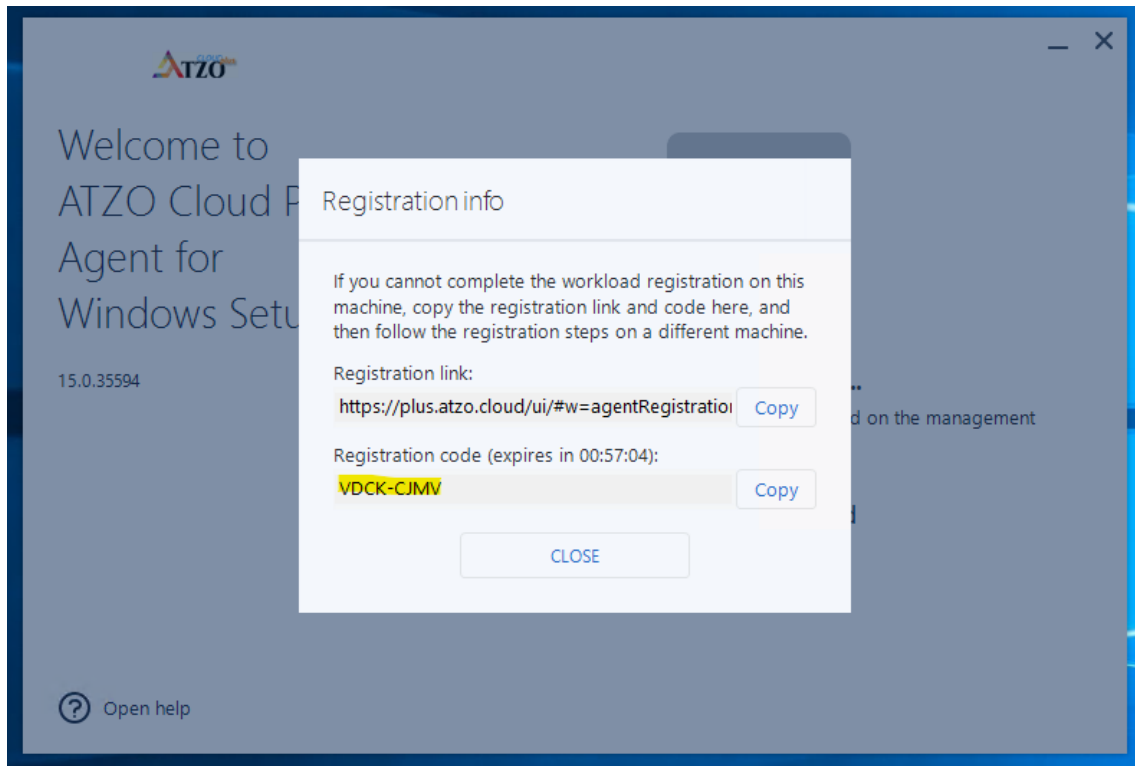 ATZO
Welcome to
ATZO Cloud
Agent for
Windows
15.0.35594
Registration info
If you cannot complete the workload registration on this
machine, copy the registration link and code here, and
then follow the registration steps on a different machine.
Registration link:
https://plus.atzo.cloud/ui/#w=agentRegistration
Copy
Registration code (expires in 00:57:04):
VDCK-CJMV
Copy
CLOSE
on the management
Open help